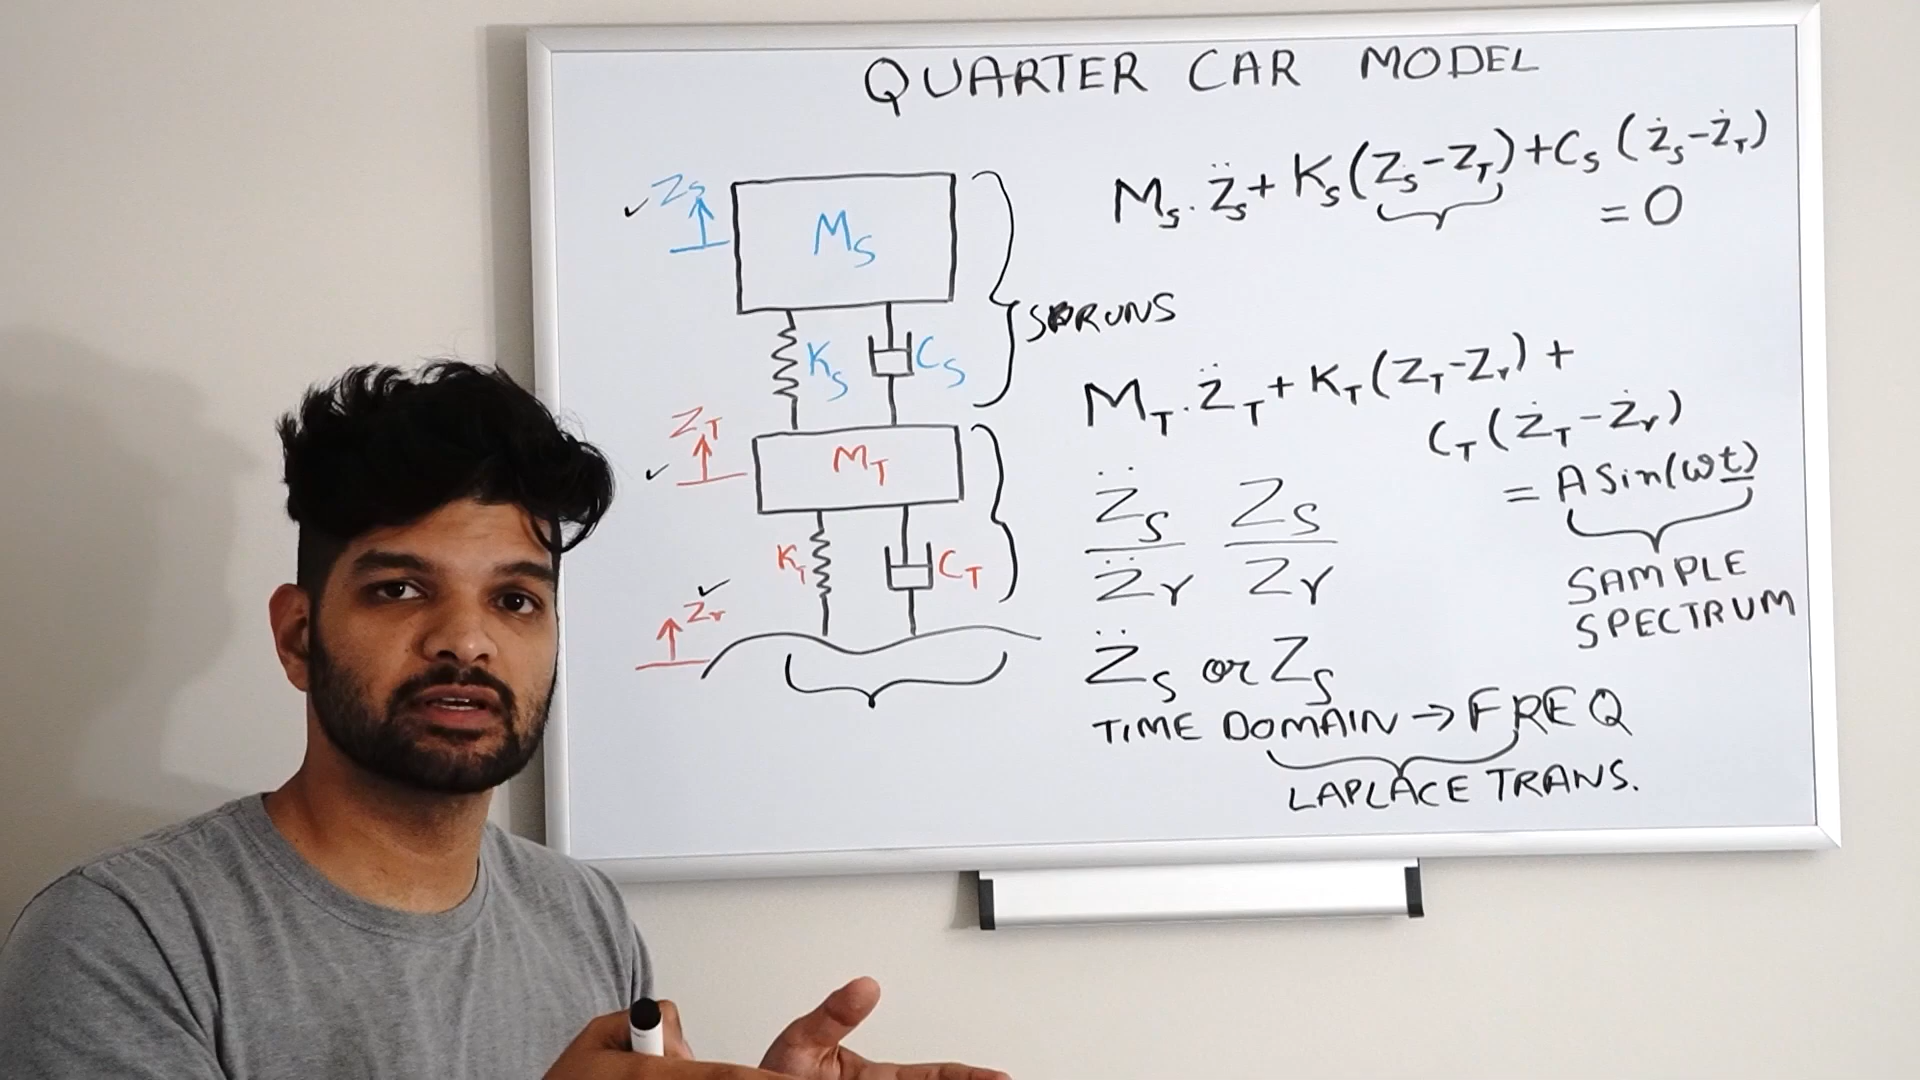 QUARTER CAR MODEL
Zs
Ms
Ks
Cs
ZT
MT
KT
CT
Zr
SPRUNS
Ms. Z̈s + Ks(Zs-ZT) + Cs (Żs-ŻT)
= 0
MT. Z̈T + KT(ZT-Zr) +
CT(ŻT-Żr)
= A Sin(ωt)
SAMPLE
SPECTRUM
Z̈s Zs
Z̈r Zr
Z̈s or Zs
TIME DOMAIN → FREQ
LAPLACE TRANS.